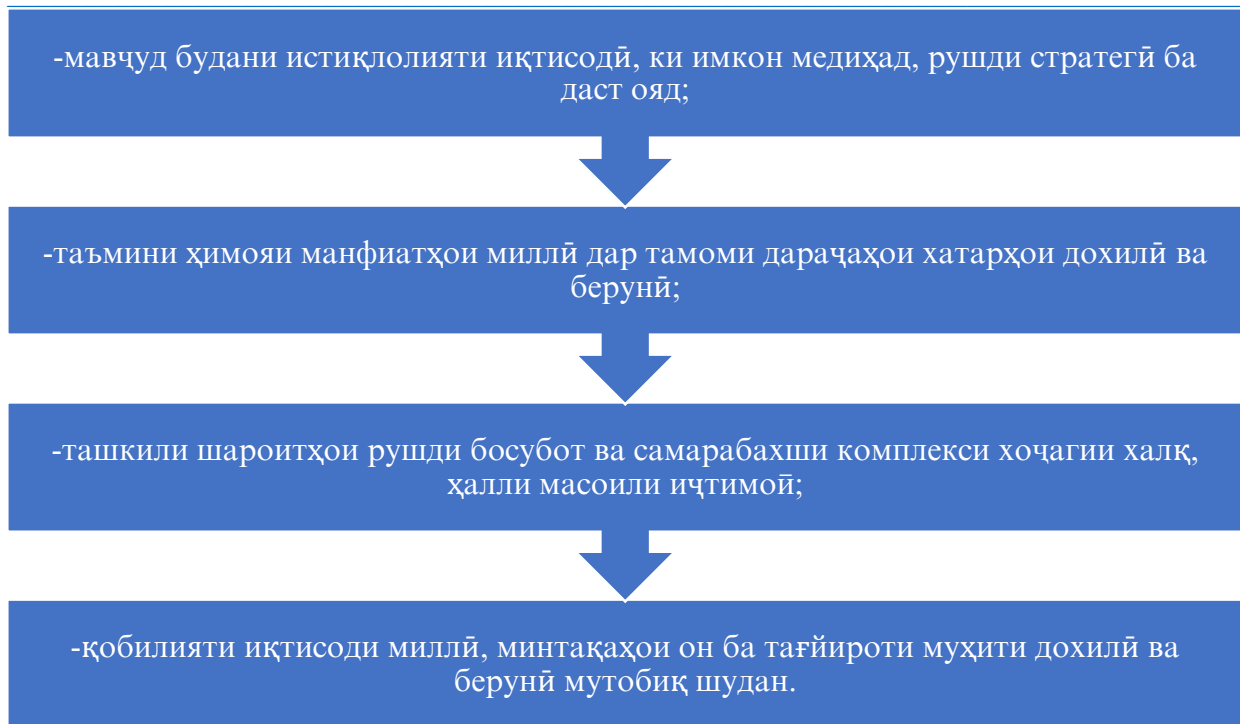 -мавҷуд будани истиқлолияти иқтисодӣ, ки имкон медиҳад, рушди стратегӣ ба
даст ояд;
-таъмини ҳимояи манфиатҳои миллӣ дар тамоми дараҷаҳои хатарҳои дохилӣ ва
берунӣ;
-ташкили шароитҳои рушди босубот ва самарабахши комплекси хоҷагии халқ,
ҳалли масоили иҷтимоӣ;
-қобилияти иқтисоди миллӣ, минтақаҳои он ба тағйироти муҳити дохилӣ ва
берунӣ мутобиқ шудан.